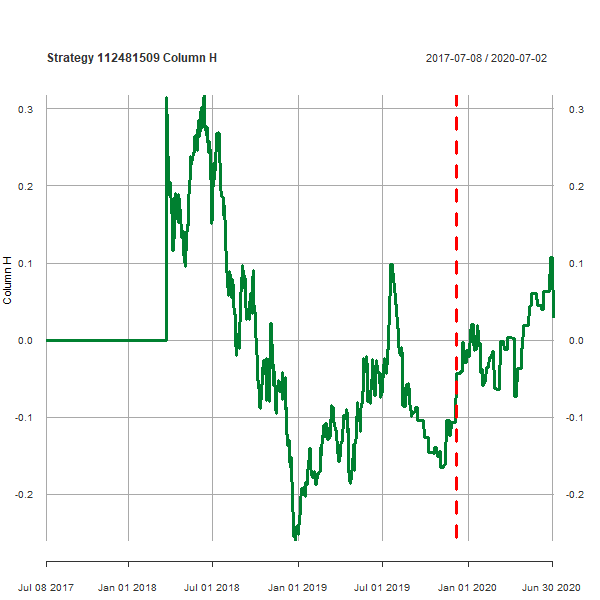 Strategy 112481509 Column H 2017-07-08 / 2020-07-02
0.3 0.3
0.2 0.2
0.1 0.1
Column H
0.0 0.0
-0.1 -0.1
-0.2 -0.2
Jul 08 2017 Jan 01 2018 Jul 01 2018 Jan 01 2019 Jul 01 2019 Jan 01 2020 Jun 30 2020